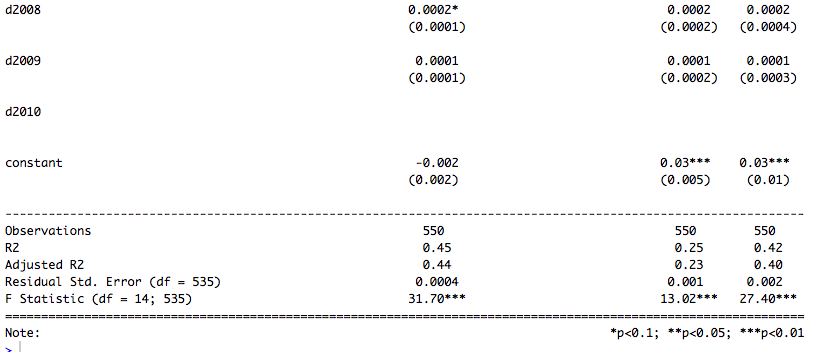 d2008 0.0002* 0.0002 0.0002
(0.0001) (0.0002) (0.0004)
d2009 0.0001 0.0001 0.0001
(0.0001) (0.0002) (0.0003)
d2010
constant -0.002 0.03*** 0.03***
(0.002) (0.005) (0.01)
---------------------------------------------------------------------------------------------------------------
Observations 550 550 550
R2 0.45 0.25 0.42
Adjusted R2 0.44 0.23 0.40
Residual Std. Error (df = 535) 0.0004 0.001 0.002
F Statistic (df = 14; 535) 31.70*** 13.02*** 27.40***
===============================================================================================================
Note: *p<0.1; **p<0.05; ***p<0.01
>